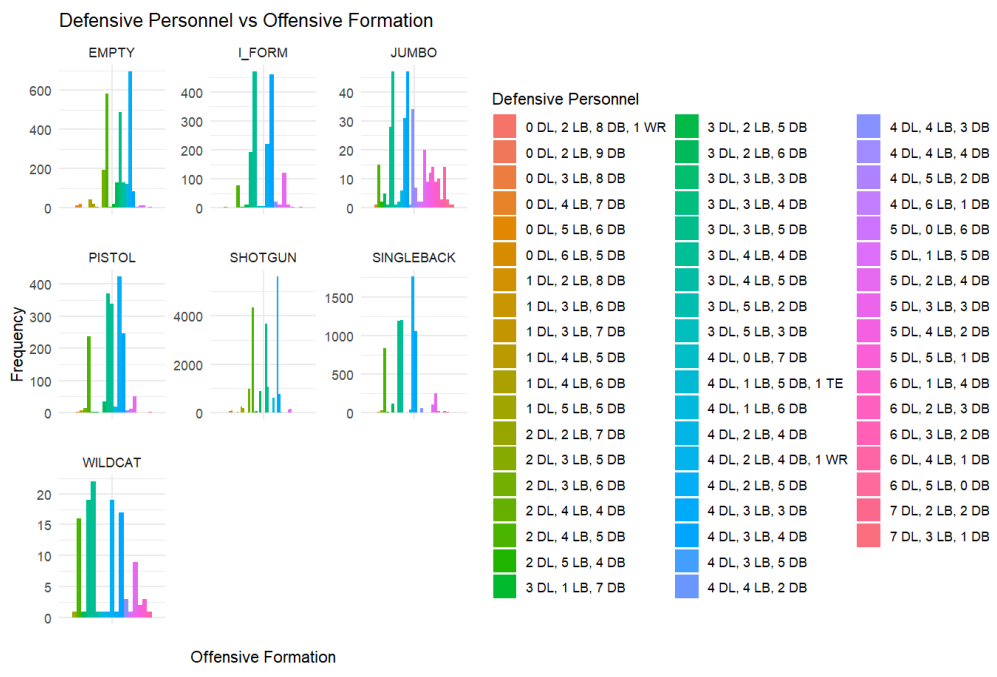 Defensive Personnel vs Offensive Formation
EMPTY
I_FORM
JUMBO
600
400
200
0
400
300
200
100
0
40
30
20
10
0
PISTOL
SHOTGUN
SINGLEBACK
400
300
200
100
0
4000
2000
0
1500
1000
500
0
WILDCAT
20
15
10
5
0
Frequency
Offensive Formation
Defensive Personnel
0 DL, 2 LB, 8 DB, 1 WR
0 DL, 2 LB, 9 DB
0 DL, 3 LB, 8 DB
0 DL, 4 LB, 7 DB
0 DL, 5 LB, 6 DB
0 DL, 6 LB, 5 DB
1 DL, 2 LB, 8 DB
1 DL, 3 LB, 6 DB
1 DL, 3 LB, 7 DB
1 DL, 4 LB, 5 DB
1 DL, 4 LB, 6 DB
1 DL, 5 LB, 5 DB
2 DL, 2 LB, 7 DB
2 DL, 3 LB, 5 DB
2 DL, 3 LB, 6 DB
2 DL, 4 LB, 4 DB
2 DL, 4 LB, 5 DB
2 DL, 5 LB, 4 DB
3 DL, 1 LB, 7 DB
3 DL, 2 LB, 5 DB
3 DL, 2 LB, 6 DB
3 DL, 3 LB, 3 DB
3 DL, 3 LB, 4 DB
3 DL, 3 LB, 5 DB
3 DL, 4 LB, 4 DB
3 DL, 4 LB, 5 DB
3 DL, 5 LB, 2 DB
3 DL, 5 LB, 3 DB
4 DL, 0 LB, 7 DB
4 DL, 1 LB, 5 DB, 1 TE
4 DL, 1 LB, 6 DB
4 DL, 2 LB, 4 DB
4 DL, 2 LB, 4 DB, 1 WR
4 DL, 2 LB, 5 DB
4 DL, 3 LB, 3 DB
4 DL, 3 LB, 4 DB
4 DL, 3 LB, 5 DB
4 DL, 4 LB, 2 DB
4 DL, 4 LB, 3 DB
4 DL, 4 LB, 4 DB
4 DL, 5 LB, 2 DB
4 DL, 6 LB, 1 DB
5 DL, 0 LB, 6 DB
5 DL, 1 LB, 5 DB
5 DL, 2 LB, 4 DB
5 DL, 3 LB, 3 DB
5 DL, 4 LB, 2 DB
5 DL, 5 LB, 1 DB
6 DL, 1 LB, 4 DB
6 DL, 2 LB, 3 DB
6 DL, 3 LB, 2 DB
6 DL, 4 LB, 1 DB
6 DL, 5 LB, 0 DB
7 DL, 2 LB, 2 DB
7 DL, 3 LB, 1 DB